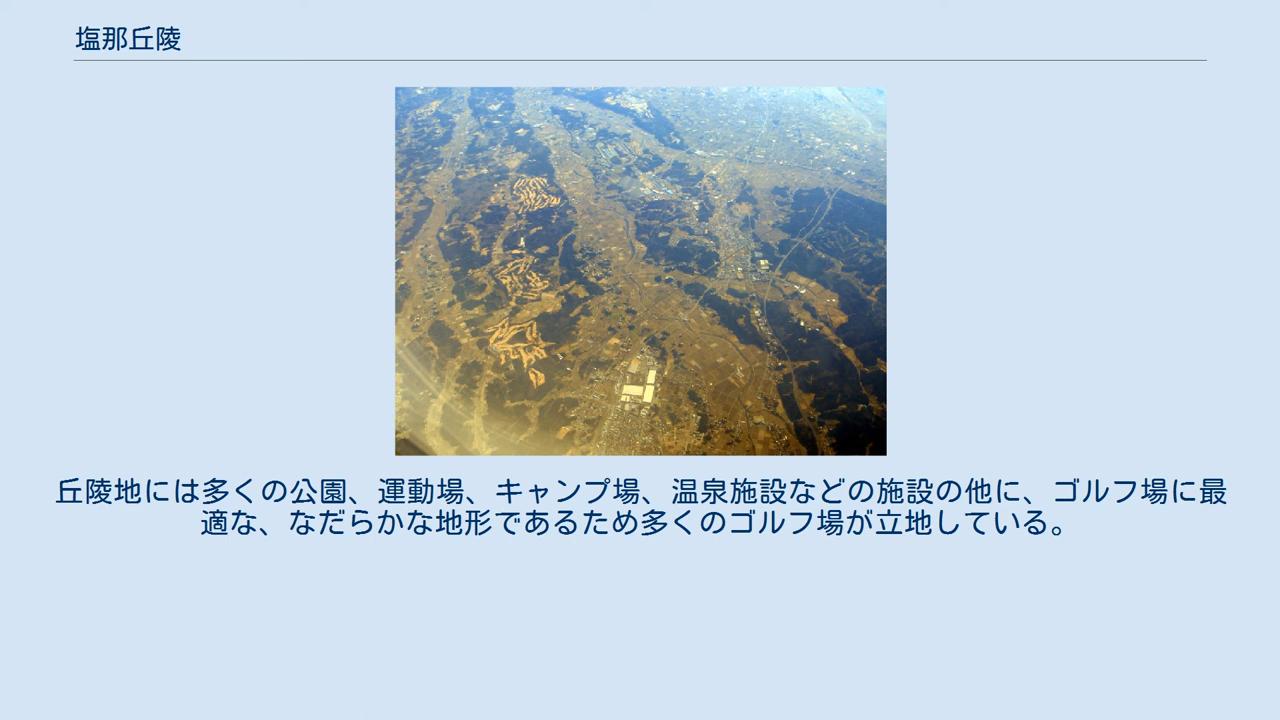 塩那丘陵
丘陵地には多くの公園、運動場、キャンプ場、温泉施設などの施設の他に、ゴルフ場に最
適な、なだらかな地形であるため多くのゴルフ場が立地している。